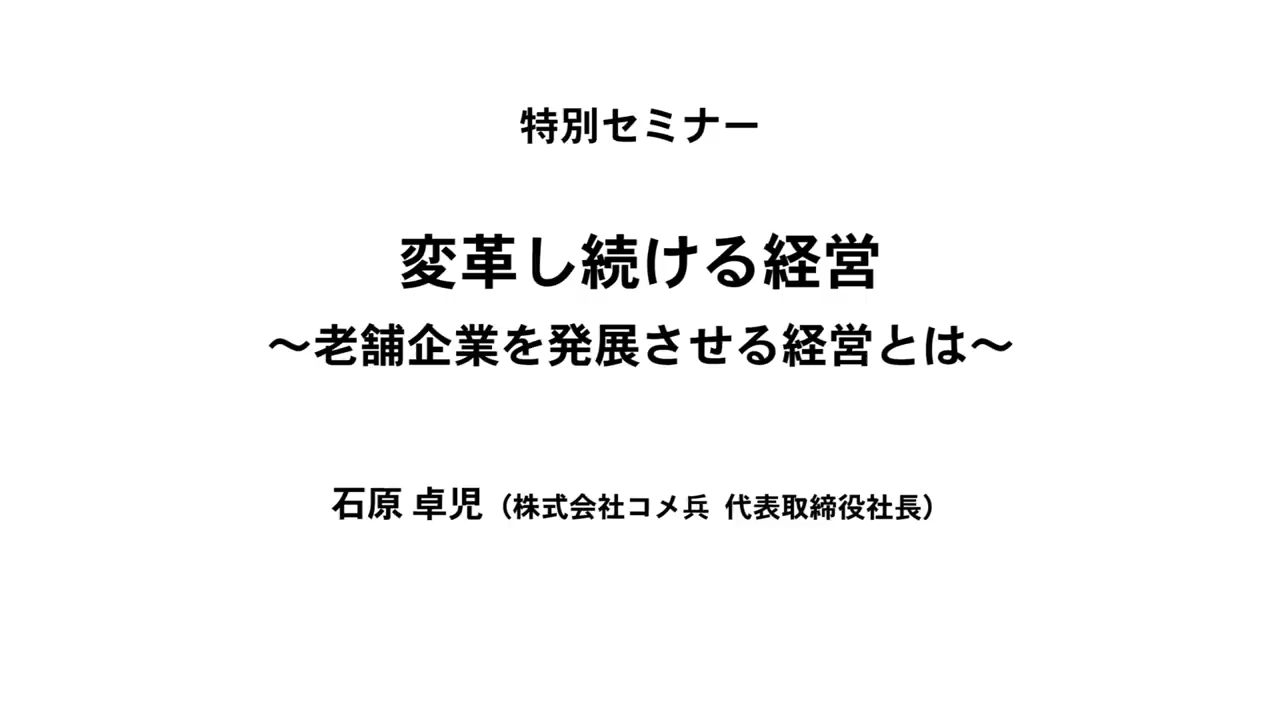 特別セミナー
変革し続ける経営
～老舗企業を発展させる経営とは～
石原 卓児（株式会社コメ兵 代表取締役社長）